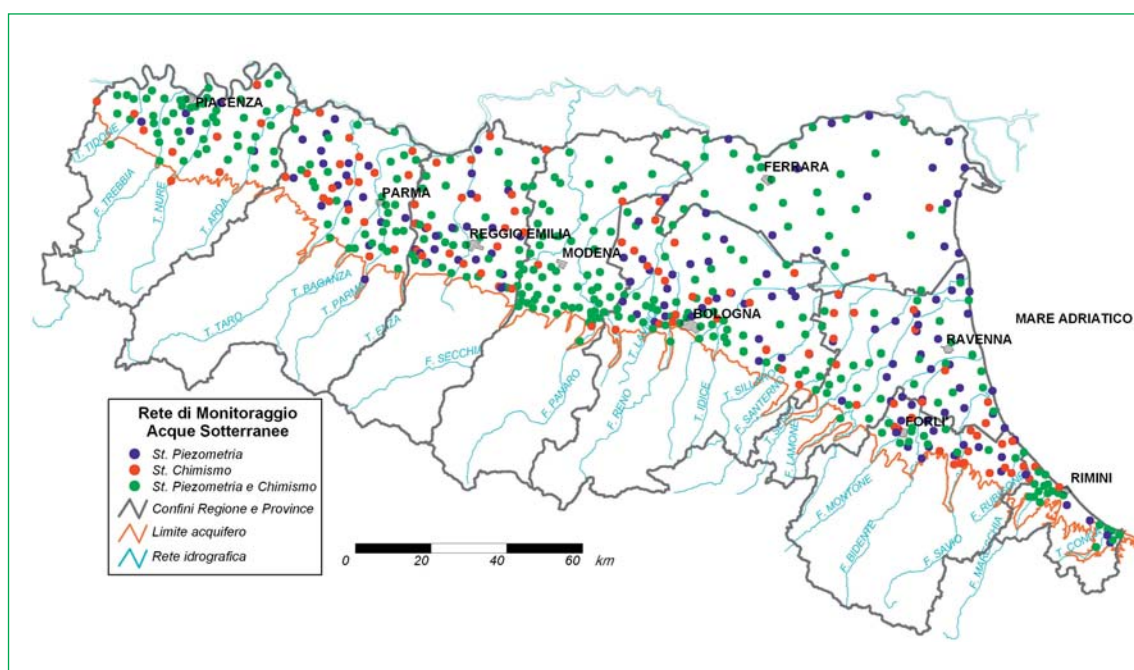 PIACENZA
T. TIDONE
F. TREBBIA
T. NURE
T. ARDA
PARMA
FERRARA
REGGIO EMILIA
MODENA
T. BAGANZA
T. PARMA
T. TARO
T. ENZA
F. SECCHIA
BOLOGNA
MARE ADRIATICO
RAVENNA
F. PANARO
F. RENO
T. IDICE
T. SILLARO
F. SANTERNO
F. LAMONE
FORLI'
RIMINI
F. MONTONE
F. BIDENTE
F. SAVIO
F. RUBICONE
F. MARECCHIA
T. CONCA
Rete di Monitoraggio
Acque Sotterranee
St. Piezometria
St. Chimismo
St. Piezometria e Chimismo
Confini Regione e Province
Limite acquifero
Rete idrografica
0 20 40 60 km